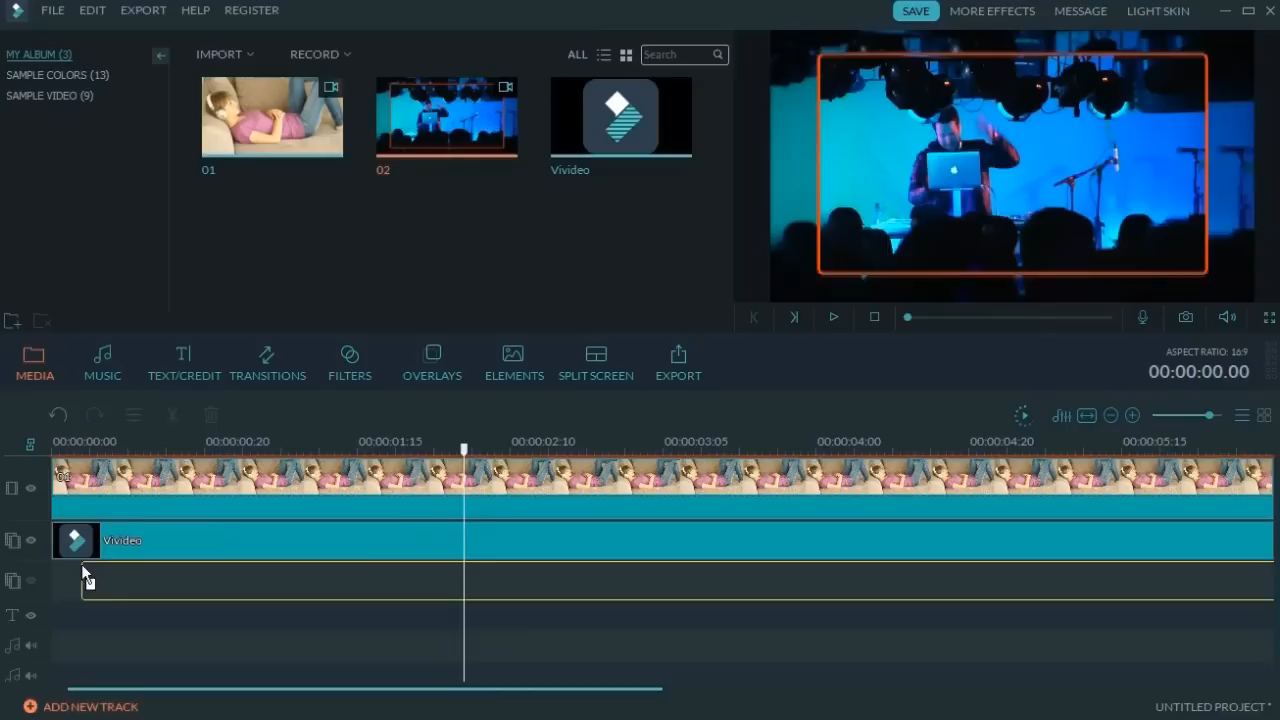 FILE EDIT EXPORT HELP REGISTER
SAVE MORE EFFECTS MESSAGE LIGHT SKIN
MY ALBUM (3)
SAMPLE COLORS (13)
SAMPLE VIDEO (9)
IMPORT RECORD ALL Search
01 02 Vivideo
MEDIA MUSIC TEXT/CREDIT TRANSITIONS FILTERS OVERLAYS ELEMENTS SPLIT SCREEN EXPORT
ASPECT RATIO: 16:9
00:00:00.00
00:00:00:00 00:00:00:20 00:00:01:15 00:00:02:10 00:00:03:05 00:00:04:00 00:00:04:20 00:00:05:15
01
Vivideo
ADD NEW TRACK
UNTITLED PROJECT *